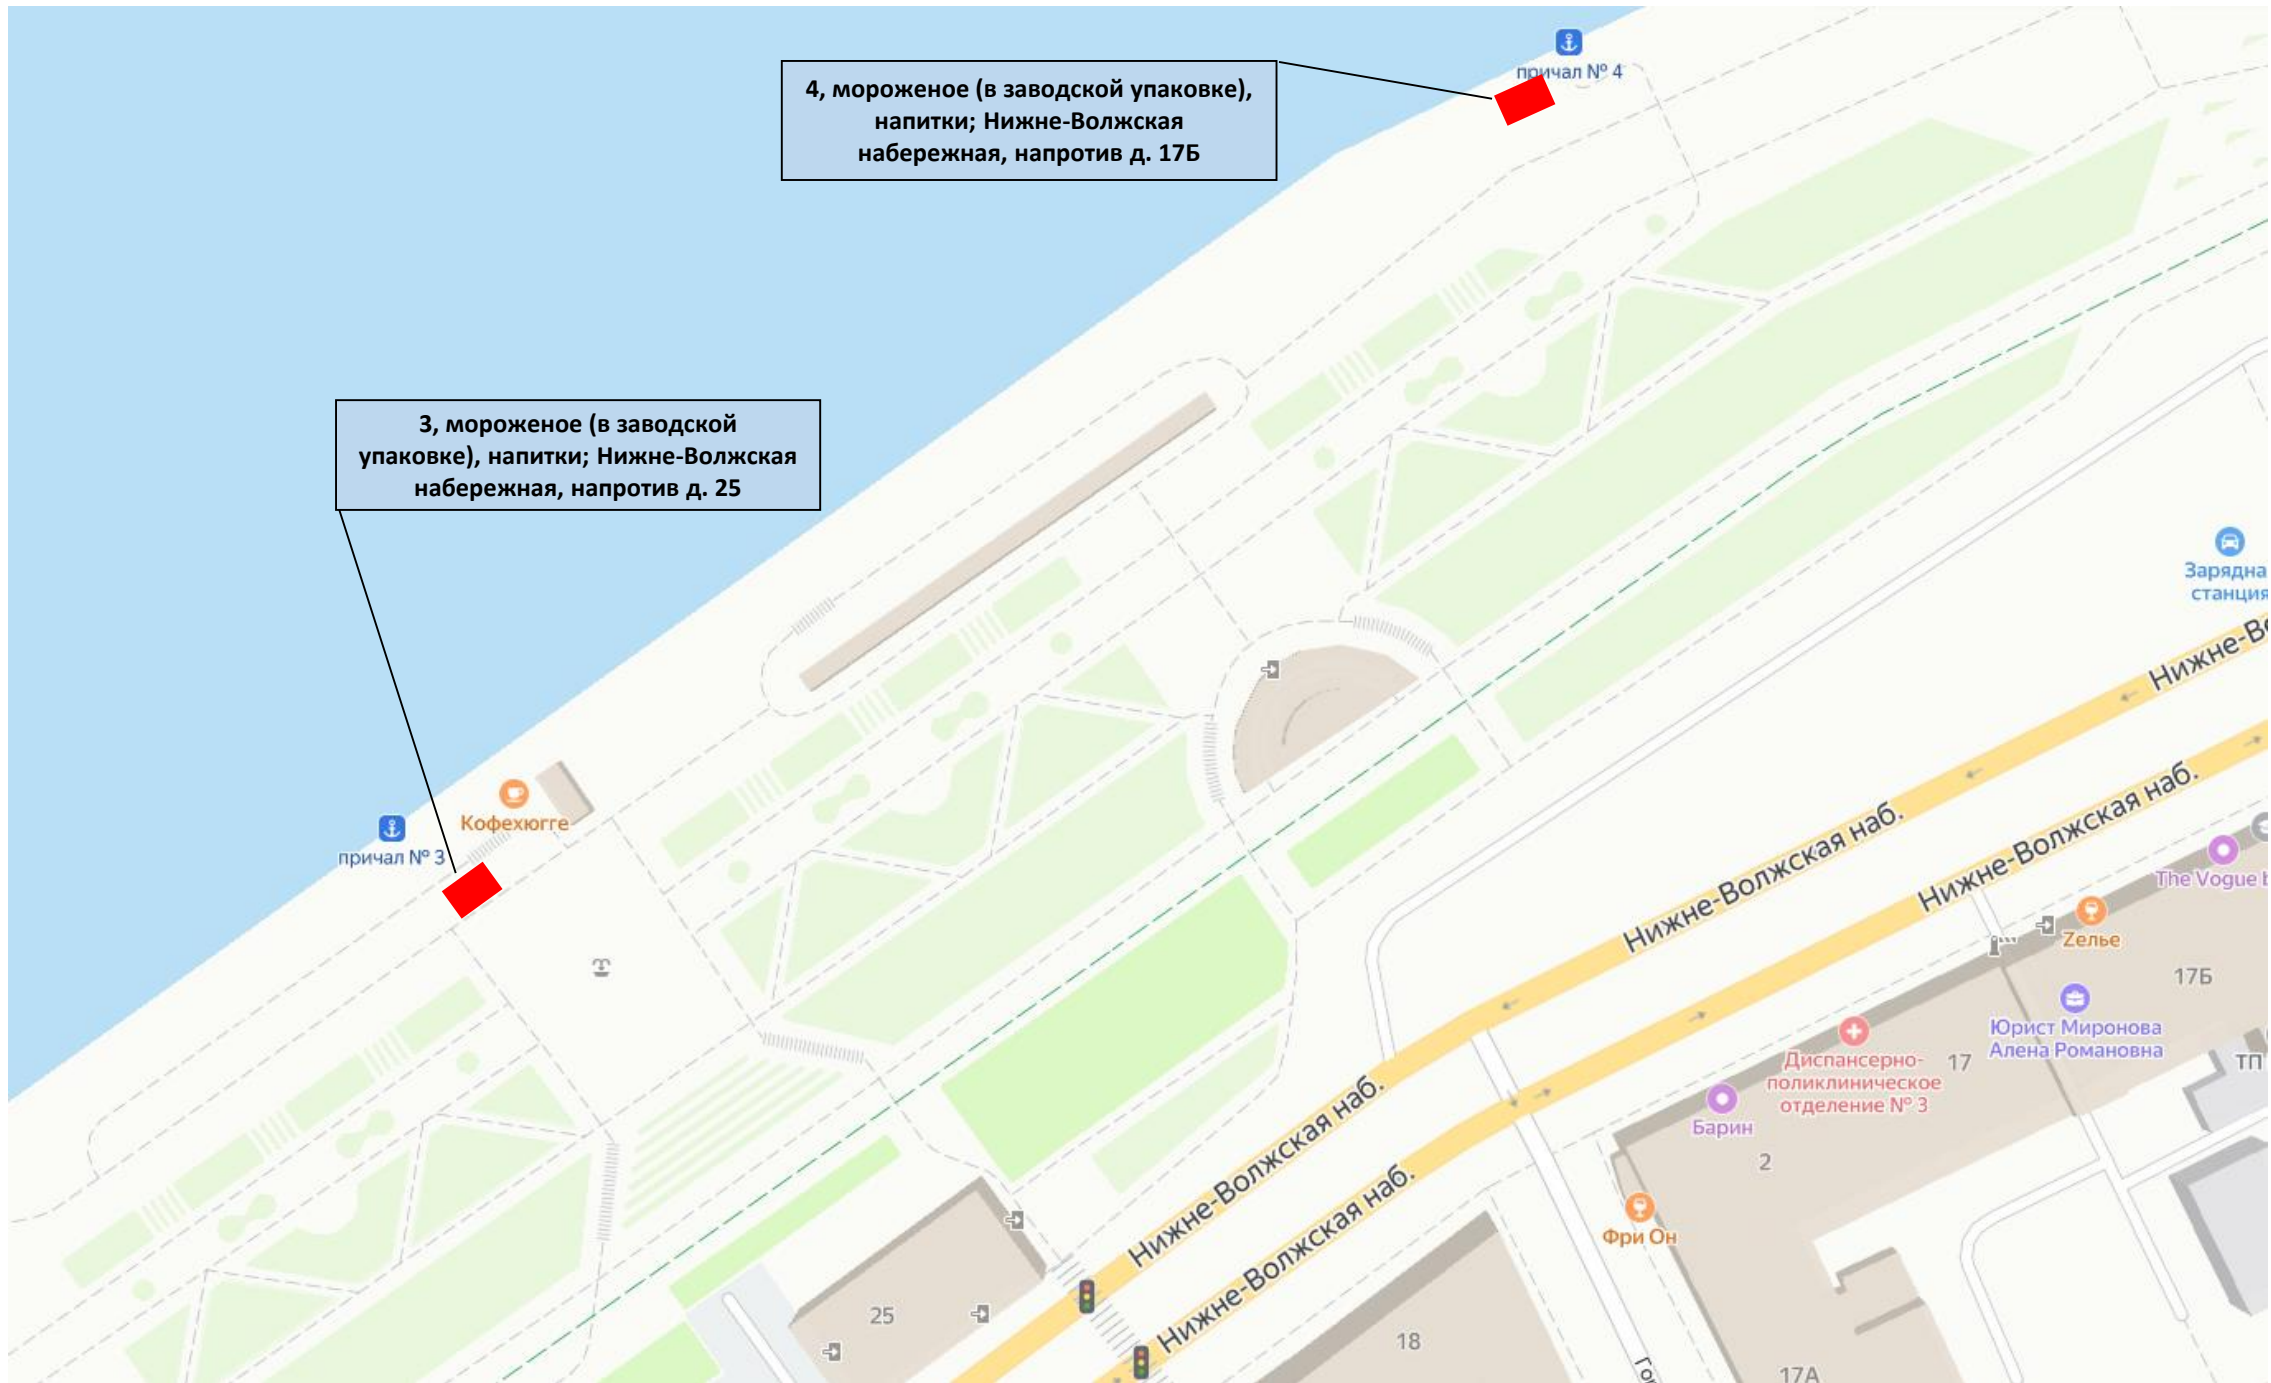 причал № 4
4, мороженое (в заводской упаковке),
напитки; Нижне-Волжская
набережная, напротив д. 17Б
3, мороженое (в заводской
упаковке), напитки; Нижне-Волжская
набережная, напротив д. 25
Зарядна
станция
Нижне-Во
Кофехюгге
причал № 3
Нижне-Волжская наб.
Нижне-Волжская наб.
The Vogue b
Zелье
17Б
Юрист Миронова
Алена Романовна
ТП
Диспансерно-
поликлиническое
отделение № 3
17
Барин
2
Фри Он
Нижне-Волжская наб.
Нижне-Волжская наб.
25
18
17А
Гор